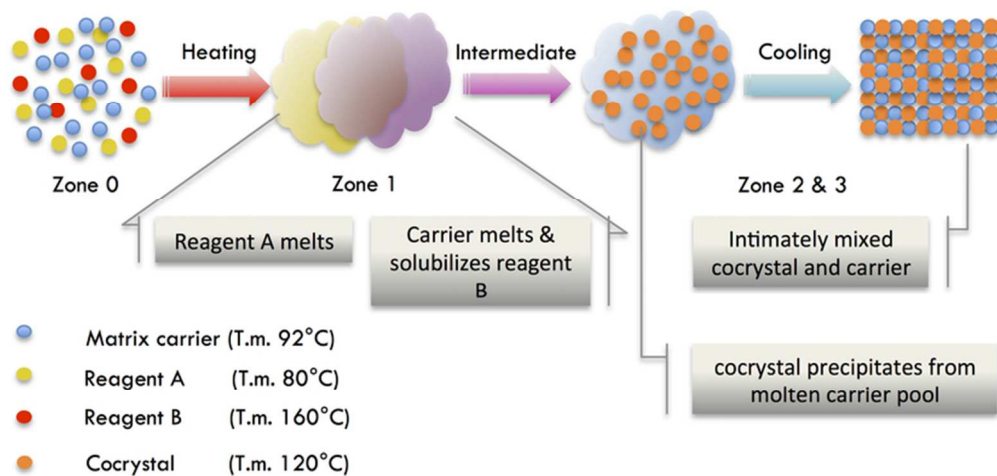 Heating
Intermediate
Cooling
Zone 0
Zone 1
Zone 2 & 3
Reagent A melts
Carrier melts &
solubilizes reagent
B
Intimately mixed
cocrystal and carrier
cocrystal precipitates from
molten carrier pool
Matrix carrier (T.m. 92°C)
Reagent A (T.m. 80°C)
Reagent B (T.m. 160°C)
Cocrystal (T.m. 120°C)